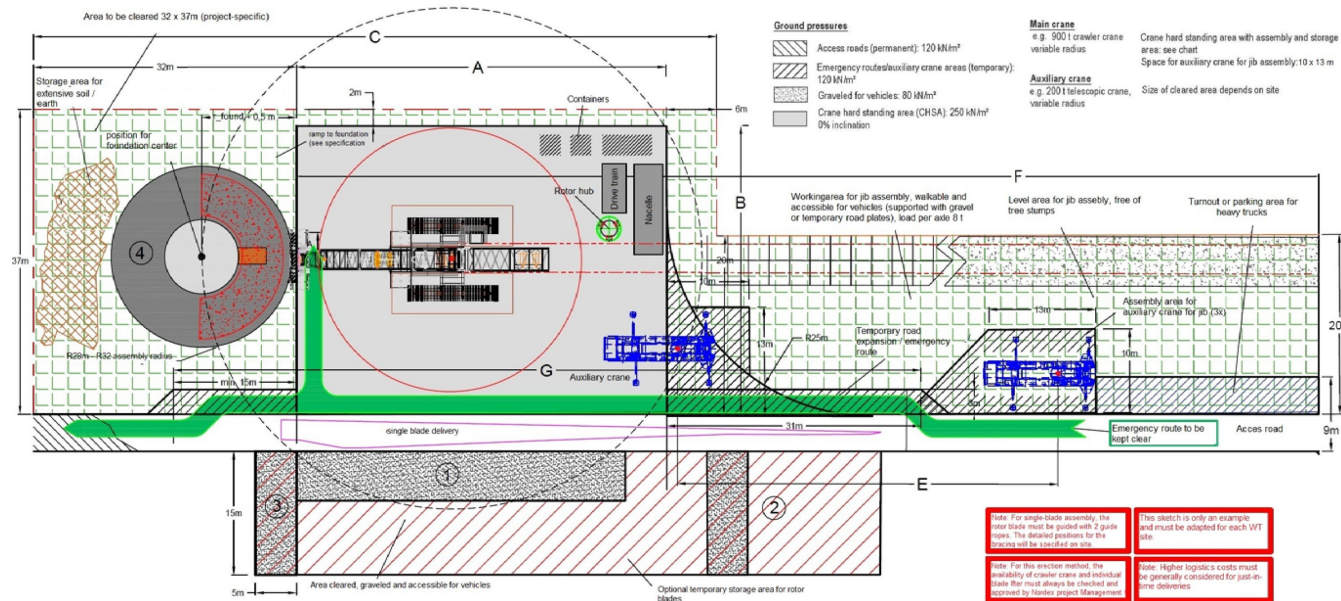 Area to be cleared 32 x 37m (project-specific)
C
32m
A
Storage area for
extensive soil /
earth
2m
Containers
6m
r_found + 0,5 m
position for
foundation center
ramp to foundation
(see specification
Rotor hub
Drive train
Nacelle
B
F
Ground pressures
Access roads (permanent): 120 kN/m²
Emergency routes/auxiliary crane areas (temporary):
120 kN/m²
Graveled for vehicles: 80 kN/m²
Crane hard standing area (CHSA): 250 kN/m²
0% inclination
Main crane
e.g. 900 t crawler crane
variable radius
Auxiliary crane
e.g. 200 t telescopic crane,
variable radius
Crane hard standing area with assembly and storage
area: see chart
Space for auxiliary crane for jib assembly:10 x 13 m
Size of cleared area depends on site
Workingarea for jib assembly, walkable and
accessible for vehicles (supported with gravel
or temporary road plates), load per axle 8 t
Level area for jib assebly, free of
tree stumps
Turnout or parking area for
heavy trucks
37m
4
20m
10m
13m
Assembly area for
auxiliary crane for jib (3x)
20
R28m - R32 assembly radius
13m
R25m
Temporary road
expansion / emergency
route
10m
min. 15m
G
Auxiliary crane
3m
single blade delivery
31m
Emergency route to be
kept clear
Acces road
9m
1
E
15m
3
2
Note: For single-blade assembly, the
rotor blade must be guided with 2 guide
ropes. The detailed positions for the
bracing will be specified on site.
This sketch is only an example
and must be adapted for each WT
site.
Note: For this erection method, the
availability of crawler crane and individual
blade lfter must always be checked and
approved by Nordex project Management
Note: Higher logistics costs must
be generally considered for just-in-
time deliveries
5m
Area cleared, graveled and accessible for vehicles
Optional temporary storage area for rotor
blades